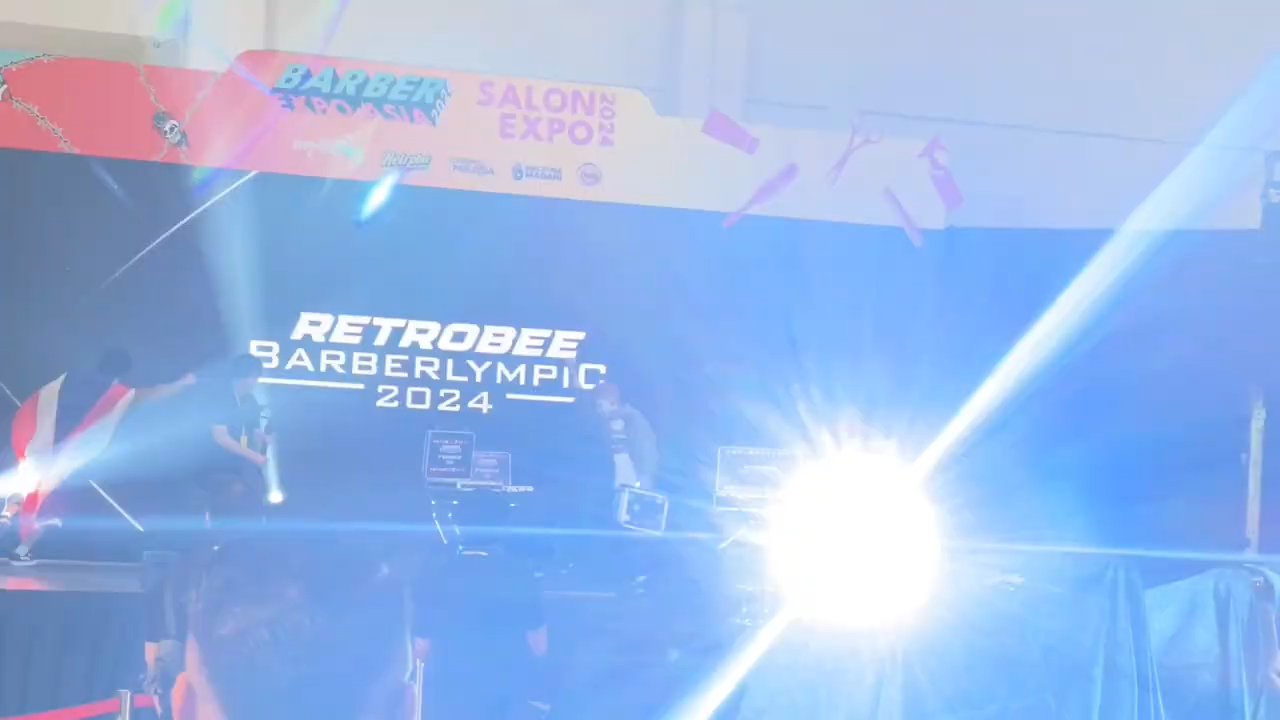 BARBER
EXPO ASIA 2024
SALON
EXPO 2024
RETROBEE
BARBERLYMPIC
2024